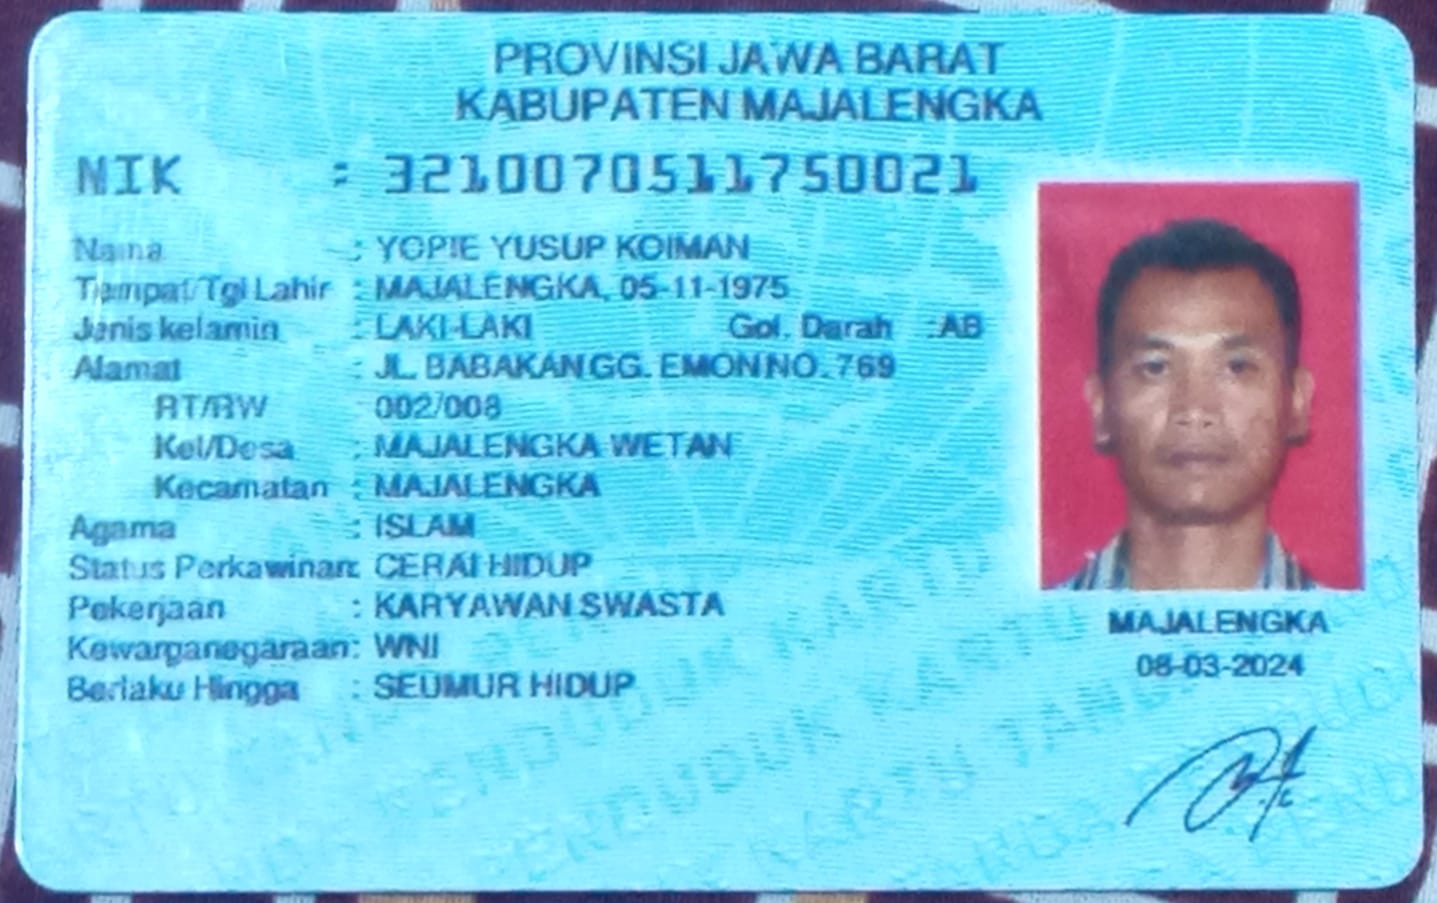 PROVINSI JAWA BARAT
KABUPATEN MAJALENGKA
NIK : 3210070511750021
Nama : YOPIE YUSUP KOIMAN
Tempat/Tgl Lahir : MAJALENGKA, 05-11-1975
Jenis kelamin : LAKI-LAKI Gol. Darah :AB
Alamat : JL. BABAKAN GG. EMON NO. 769
RT/RW 002/008
Kel/Desa : MAJALENGKA WETAN
Kecamatan : MAJALENGKA
Agama : ISLAM
Status Perkawinan: CERAI HIDUP
Pekerjaan : KARYAWAN SWASTA
Kewarganegaraan: WNI
Berlaku Hingga : SEUMUR HIDUP
MAJALENGKA
08-03-2024